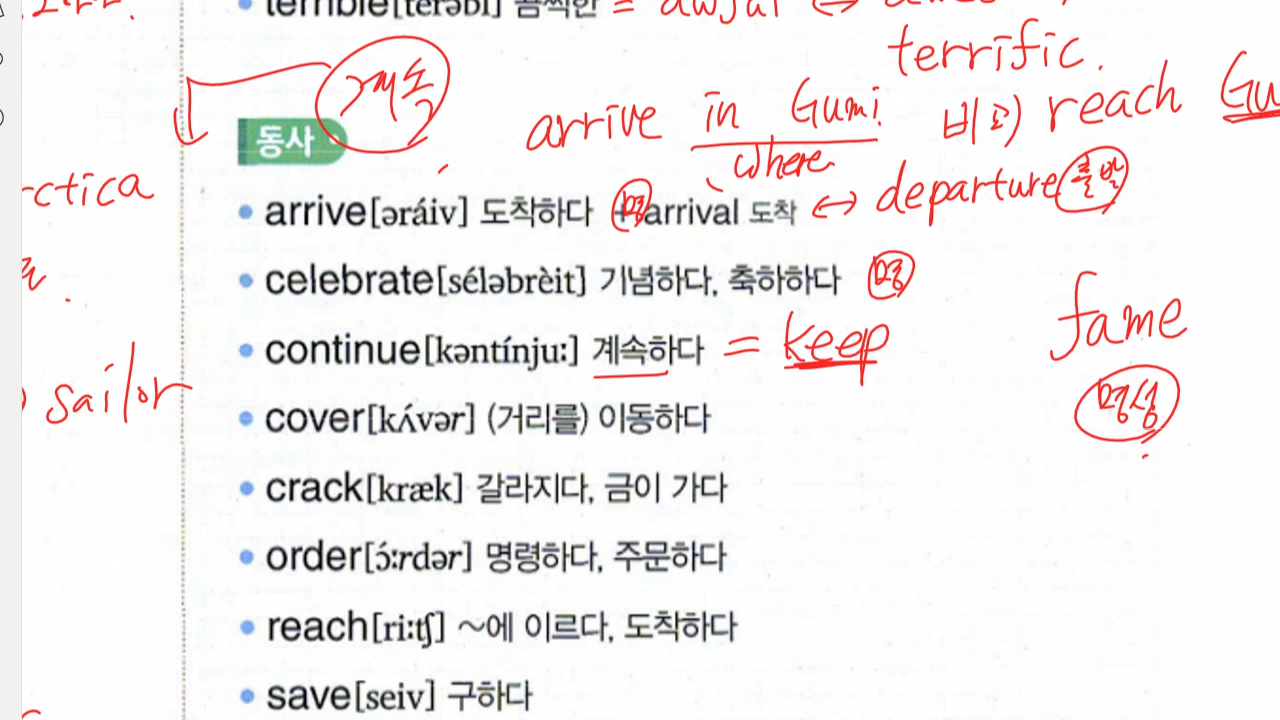 terrible[térəbl] 끔찍한 = awful ↔
terrific.
계속
동사
arrive in Gumi
where
비교) reach Gu
rctica
arrive[əráiv] 도착하다 명 arrival 도착 ↔ departure 출발
celebrate[séləbrèit] 기념하다, 축하하다 명
fame
명성
continue[kəntínju:] 계속하다 = keep
sailor
cover[kʌ́vər] (거리를) 이동하다
crack[kræk] 갈라지다, 금이 가다
order[ɔ́:rdər] 명령하다, 주문하다
reach[ri:tʃ] ~에 이르다, 도착하다
save[seiv] 구하다